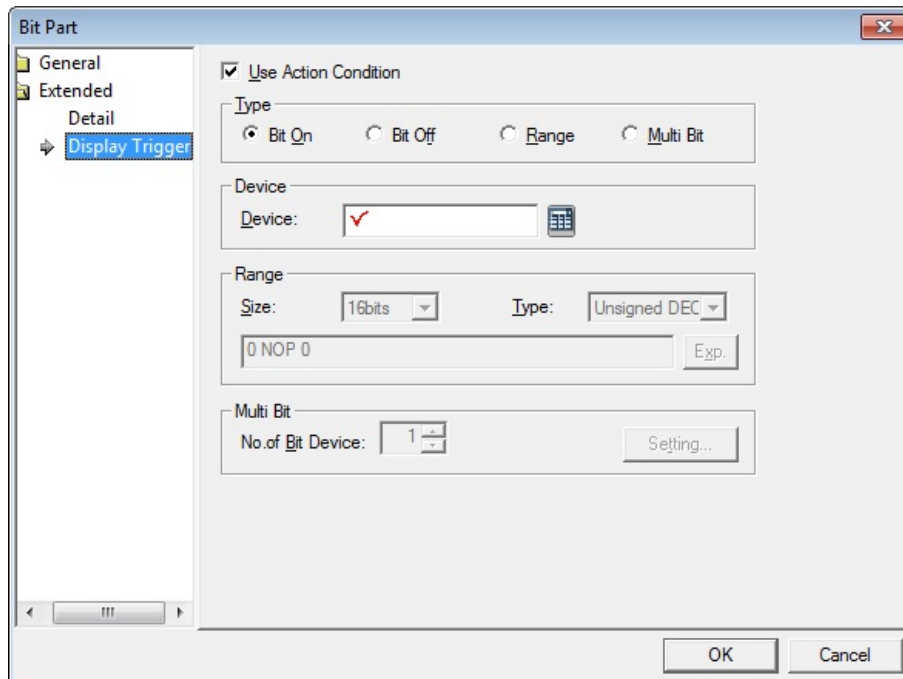 Bit Part
General
Extended
Detail
Display Trigger
Use Action Condition
Type
Bit On Bit Off Range Multi Bit
Device
Device:
Range
Size: 16bits Type: Unsigned DEC
0 NOP 0 Exp.
Multi Bit
No.of Bit Device: 1 Setting...
OK Cancel